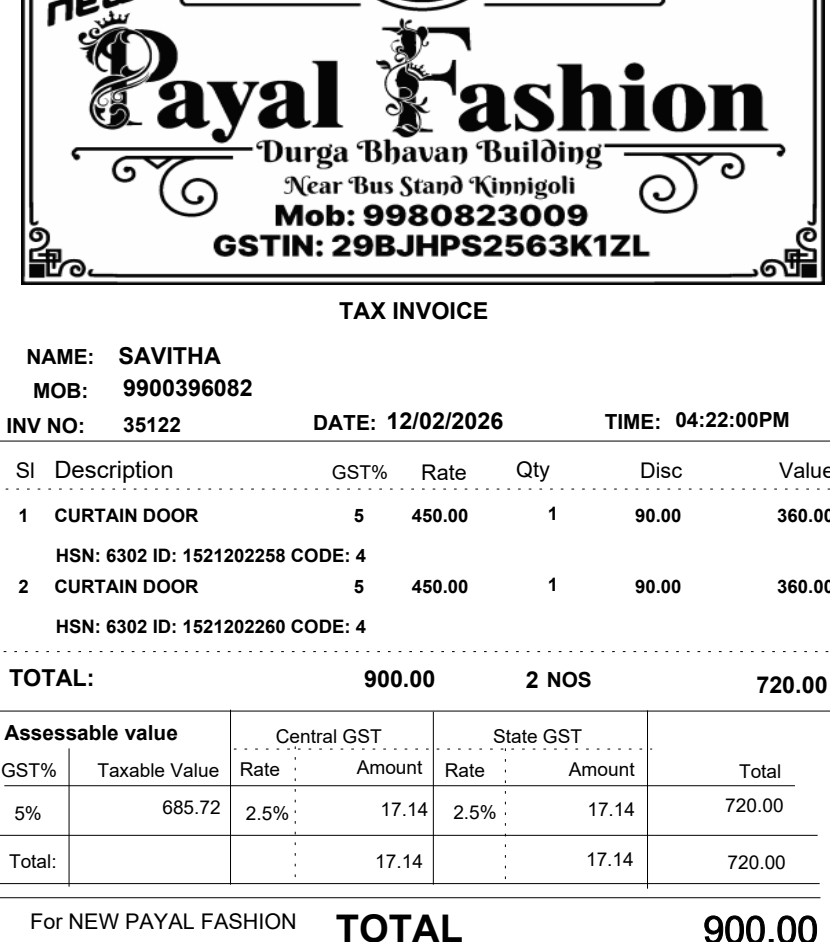 new
Payal Fashion
Durga Bhavan Building
Near Bus Stand Kinnigoli
Mob: 9980823009
GSTIN: 29BJHPS2563K1ZL
TAX INVOICE
NAME: SAVITHA
MOB: 9900396082
INV NO: 35122 DATE: 12/02/2026 TIME: 04:22:00PM
Sl Description GST% Rate Qty Disc Value
1 CURTAIN DOOR 5 450.00 1 90.00 360.00
HSN: 6302 ID: 1521202258 CODE: 4
2 CURTAIN DOOR 5 450.00 1 90.00 360.00
HSN: 6302 ID: 1521202260 CODE: 4
TOTAL: 900.00 2 NOS 720.00
Assessable value Central GST State GST
GST% Taxable Value Rate Amount Rate Amount Total
5% 685.72 2.5% 17.14 2.5% 17.14 720.00
Total: 17.14 17.14 720.00
For NEW PAYAL FASHION TOTAL 900.00